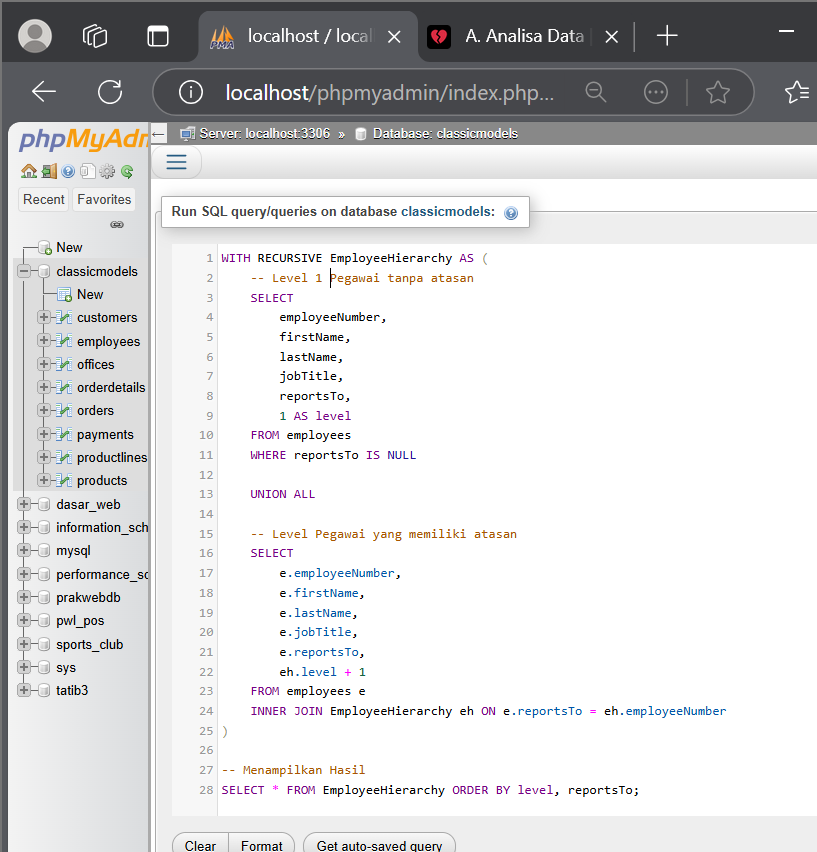 localhost / local
A. Analisa Data
localhost/phpmyadmin/index.php...
phpMyAdm
Server: localhost:3306 » Database: classicmodels
Recent Favorites
New
classicmodels
New
customers
employees
offices
orderdetails
orders
payments
productlines
products
dasar_web
information_sch
mysql
performance_sc
prakwebdb
pwl_pos
sports_club
sys
tatib3
Run SQL query/queries on database classicmodels:
1 WITH RECURSIVE EmployeeHierarchy AS (
2 -- Level 1 Pegawai tanpa atasan
3 SELECT
4 employeeNumber,
5 firstName,
6 lastName,
7 jobTitle,
8 reportsTo,
9 1 AS level
10 FROM employees
11 WHERE reportsTo IS NULL
12
13 UNION ALL
14
15 -- Level Pegawai yang memiliki atasan
16 SELECT
17 e.employeeNumber,
18 e.firstName,
19 e.lastName,
20 e.jobTitle,
21 e.reportsTo,
22 eh.level + 1
23 FROM employees e
24 INNER JOIN EmployeeHierarchy eh ON e.reportsTo = eh.employeeNumber
25 )
26
27 -- Menampilkan Hasil
28 SELECT * FROM EmployeeHierarchy ORDER BY level, reportsTo;
Clear Format Get auto-saved query